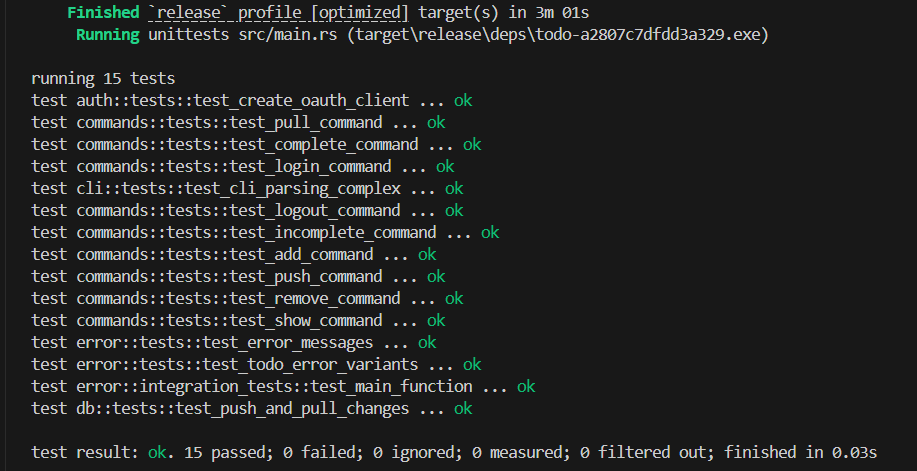 Finished `release` profile [optimized] target(s) in 3m 01s
Running unittests src/main.rs (target\release\deps\todo-a2807c7dfdd3a329.exe)
running 15 tests
test auth::tests::test_create_oauth_client ... ok
test commands::tests::test_pull_command ... ok
test commands::tests::test_complete_command ... ok
test commands::tests::test_login_command ... ok
test cli::tests::test_cli_parsing_complex ... ok
test commands::tests::test_logout_command ... ok
test commands::tests::test_incomplete_command ... ok
test commands::tests::test_add_command ... ok
test commands::tests::test_push_command ... ok
test commands::tests::test_remove_command ... ok
test commands::tests::test_show_command ... ok
test error::tests::test_error_messages ... ok
test error::tests::test_todo_error_variants ... ok
test error::integration_tests::test_main_function ... ok
test db::tests::test_push_and_pull_changes ... ok
test result: ok. 15 passed; 0 failed; 0 ignored; 0 measured; 0 filtered out; finished in 0.03s